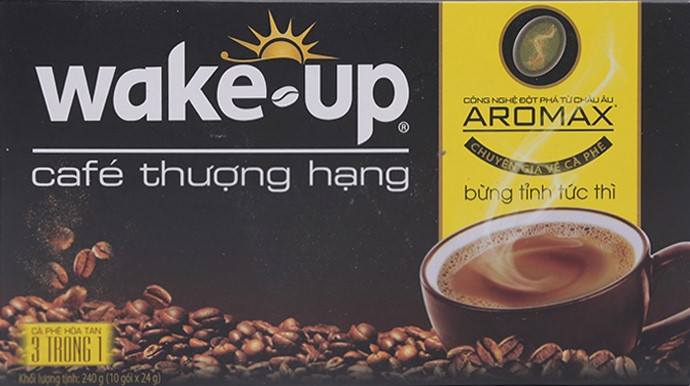 wake-up®
café thượng hạng
CÔNG NGHỆ ĐỘT PHÁ TỪ CHÂU ÂU
AROMAX
CHUYÊN GIA VỀ CÀ PHÊ
bừng tỉnh tức thì
CÀ PHÊ HÒA TAN
3 TRONG 1
Khối lượng tịnh: 240 g (10 gói x 24 g)